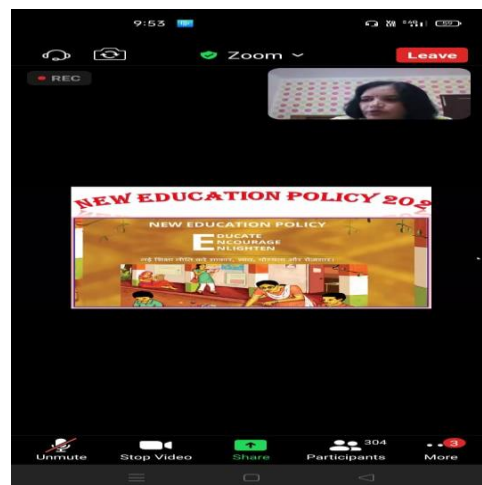 9:53
Zoom
Leave
REC
NEW EDUCATION POLICY 202
NEW EDUCATION POLICY
EDUCATE
ENCOURAGE
ENLIGHTEN
304
3
Unmute
Stop Video
Share
Participants
More